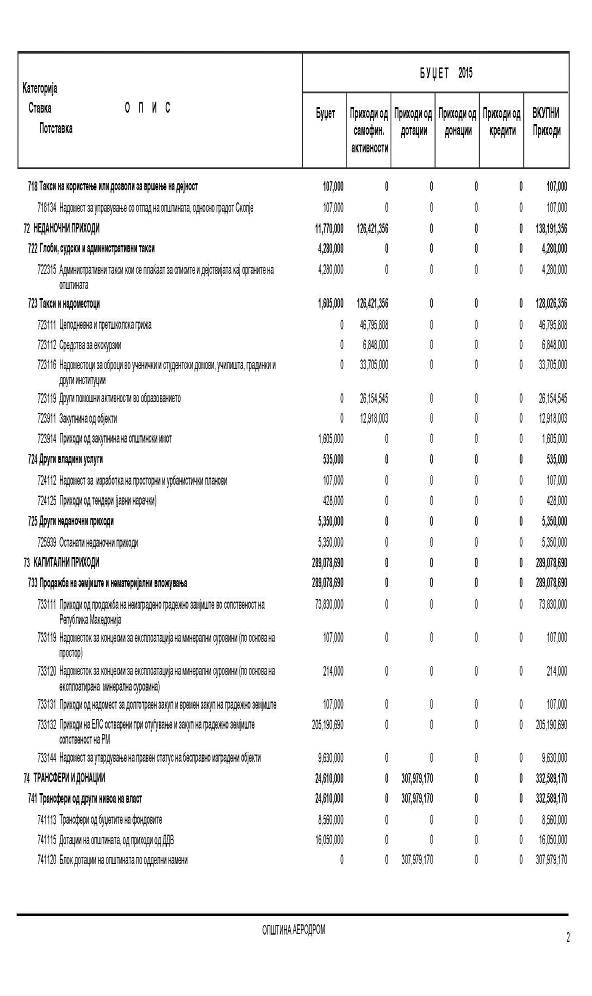 БУЏЕТ 2015
Категорија
Ставка О П И С
Потставка
Буџет Приходи од самофин. активности Приходи од дотации Приходи од донации Приходи од кредити ВКУПНИ Приходи
718 Такси на користење или дозволи за вршење на дејност 107,000 0 0 0 0 107,000
718134 Надомест за управување со отпад на општината, односно градот Скопје 107,000 0 0 0 0 107,000
72 НЕДАНОЧНИ ПРИХОДИ 11,770,000 126,421,356 0 0 0 138,191,356
722 Глоби, судски и административни такси 4,280,000 0 0 0 0 4,280,000
722315 Административни такси кои се плаќаат за списите и дејствијата кај органите на 4,280,000 0 0 0 0 4,280,000
општината
723 Такси и надоместоци 1,605,000 126,421,356 0 0 0 128,026,356
723111 Целодневна и претшколска грижа 0 46,795,808 0 0 0 46,795,808
723112 Средства за екскурзии 0 6,848,000 0 0 0 6,848,000
723116 Надоместоци за оброци во ученички и студентски домови, училишта, градинки и 0 33,705,000 0 0 0 33,705,000
други институции
723119 Други помошни активности во образованието 0 26,154,545 0 0 0 26,154,545
723911 Закупнина од објекти 0 12,918,003 0 0 0 12,918,003
723914 Приходи од закупнина на општински имот 1,605,000 0 0 0 0 1,605,000
724 Други владини услуги 535,000 0 0 0 0 535,000
724112 Надомест за изработка на просторни и урбанистички планови 107,000 0 0 0 0 107,000
724125 Приходи од тендери (јавни нарачки) 428,000 0 0 0 0 428,000
725 Други неданочни приходи 5,350,000 0 0 0 0 5,350,000
725939 Останати неданочни приходи 5,350,000 0 0 0 0 5,350,000
73 КАПИТАЛНИ ПРИХОДИ 289,078,690 0 0 0 0 289,078,690
733 Продажба на земјиште и нематеријални вложувања 289,078,690 0 0 0 0 289,078,690
733111 Приходи од продажба на неизградено градежно замјиште во сопственост на 73,830,000 0 0 0 0 73,830,000
Република Македонија
733119 Надоместок за концесии за експлоатација на минерални суровини (по основа на 107,000 0 0 0 0 107,000
простор)
733120 Надоместок за концесии за експлоатација на минерални суровини (по основа на 214,000 0 0 0 0 214,000
експлоатирана минерална суровина)
733131 Приходи од надомест за долготраен закуп и времен закуп на градежно земјиште 107,000 0 0 0 0 107,000
733132 Приходи на ЕЛС остварени при отуѓување и закуп на градежно земјиште 205,190,690 0 0 0 0 205,190,690
сопственост на РМ
733144 Надомест за утврдување на правен статус на бесправно изградени објекти 9,630,000 0 0 0 0 9,630,000
74 ТРАНСФЕРИ И ДОНАЦИИ 24,610,000 0 307,979,170 0 0 332,589,170
741 Трансфери од други нивоа на власт 24,610,000 0 307,979,170 0 0 332,589,170
741113 Трансфери од буџетите на фондовите 8,560,000 0 0 0 0 8,560,000
741115 Дотации на општината, од приходи од ДДВ 16,050,000 0 0 0 0 16,050,000
741120 Блок дотации на општината по одделни намени 0 0 307,979,170 0 0 307,979,170
ОПШТИНА АЕРОДРОМ
2